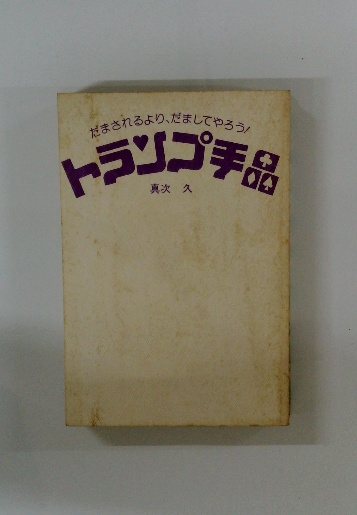 だまされるより、だましてやろう!
トランプ手品
真次 久